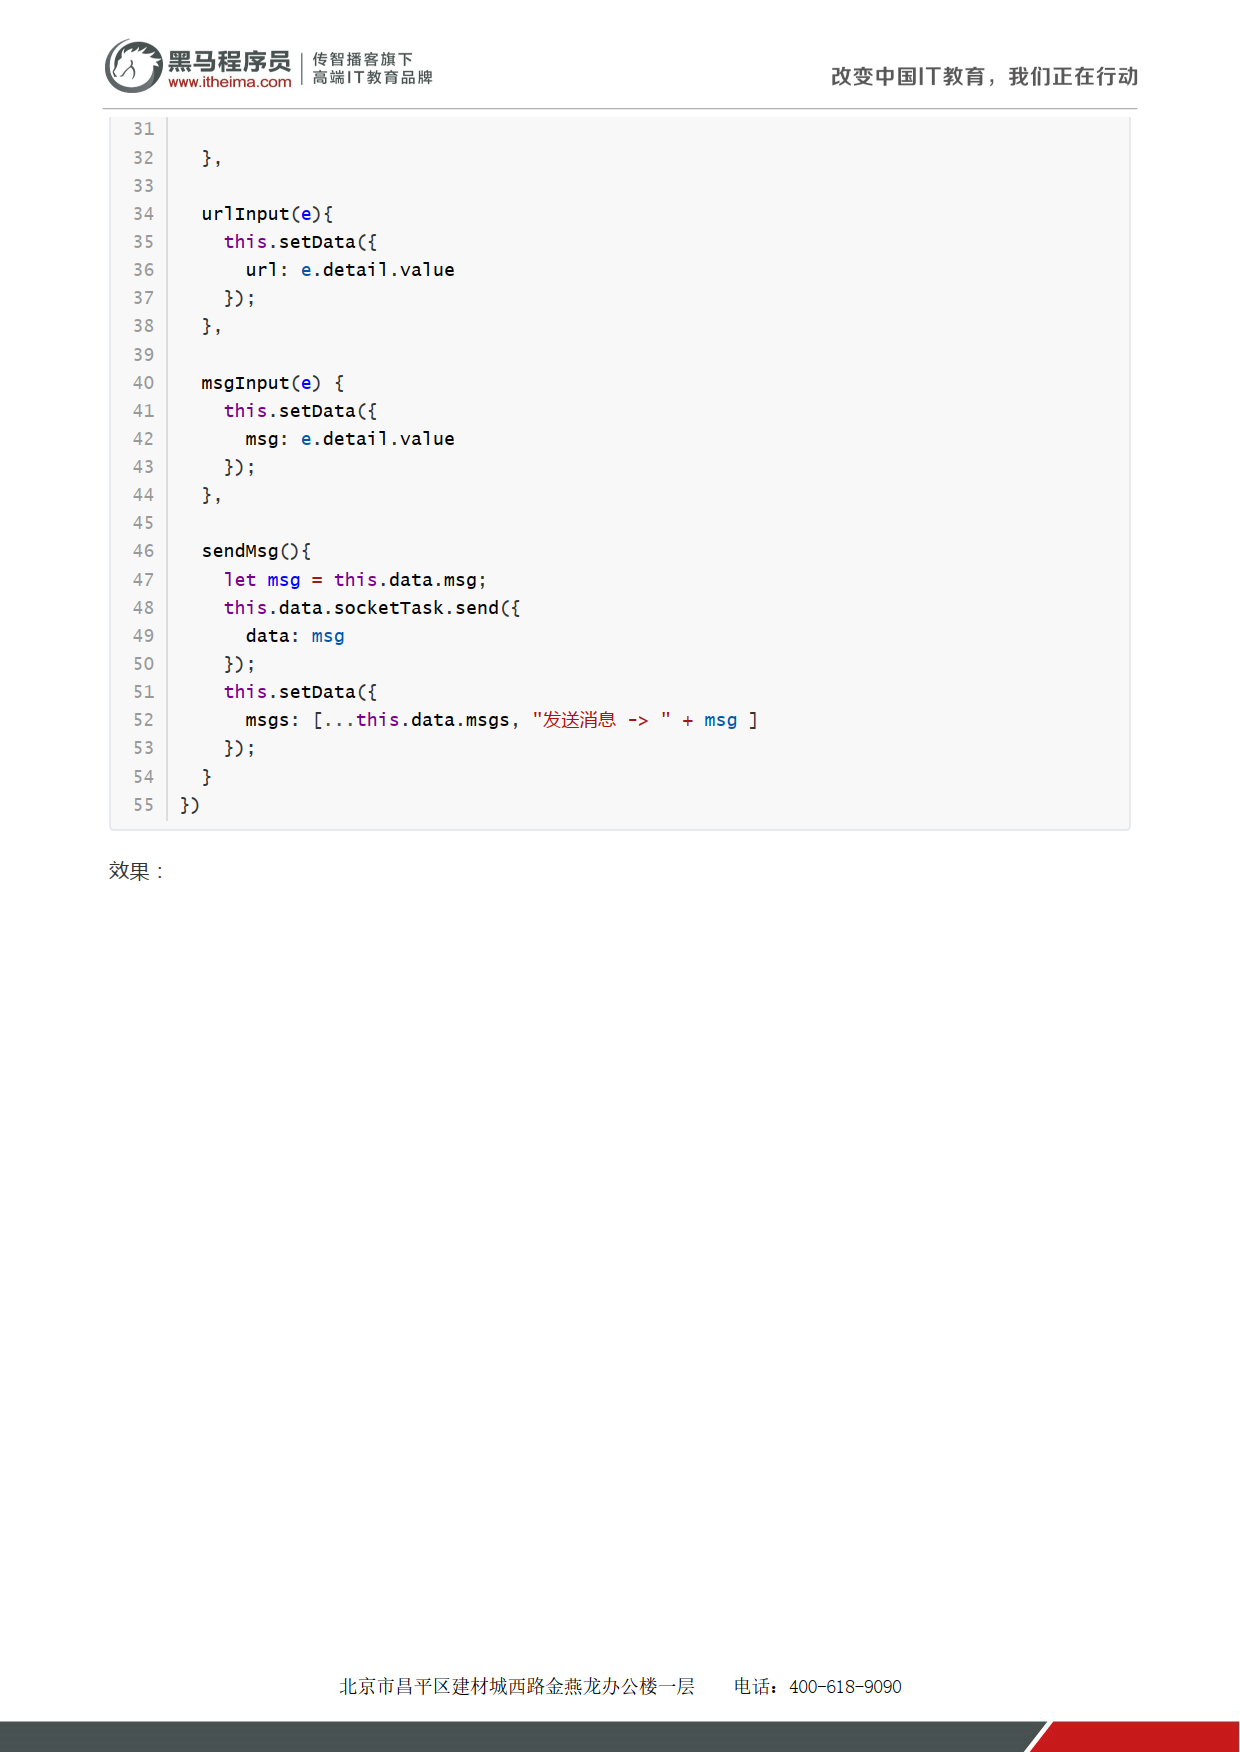 黑马程序员
www.itheima.com
传智播客旗下
高端IT教育品牌
改变中国IT教育，我们正在行动
31
32   },
33
34   urlInput(e){
35     this.setData({
36       url: e.detail.value
37     });
38   },
39
40   msgInput(e) {
41     this.setData({
42       msg: e.detail.value
43     });
44   },
45
46   sendMsg(){
47     let msg = this.data.msg;
48     this.data.socketTask.send({
49       data: msg
50     });
51     this.setData({
52       msgs: [...this.data.msgs, "发送消息 -> " + msg ]
53     });
54   }
55 })
效果：
北京市昌平区建材城西路金燕龙办公楼一层 电话：400-618-9090